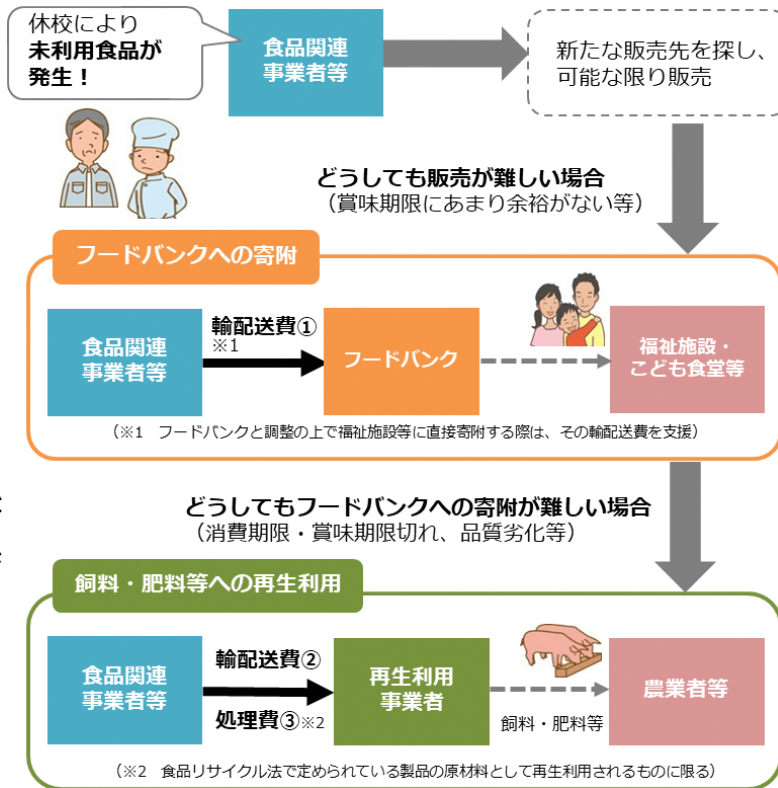 休校により
未利用食品が
発生！
食品関連
事業者等
新たな販売先を探し、
可能な限り販売
どうしても販売が難しい場合
（賞味期限にあまり余裕がない等）
フードバンクへの寄附
食品関連
事業者等
輸配送費①
※1
フードバンク
福祉施設・
こども食堂等
（※1　フードバンクと調整の上で福祉施設等に直接寄附する際は、その輸配送費を支援）
どうしてもフードバンクへの寄附が難しい場合
（消費期限・賞味期限切れ、品質劣化等）
飼料・肥料等への再生利用
食品関連
事業者等
輸配送費②
処理費③※2
再生利用
事業者
飼料・肥料等
農業者等
（※2　食品リサイクル法で定められている製品の原材料として再生利用されるものに限る）